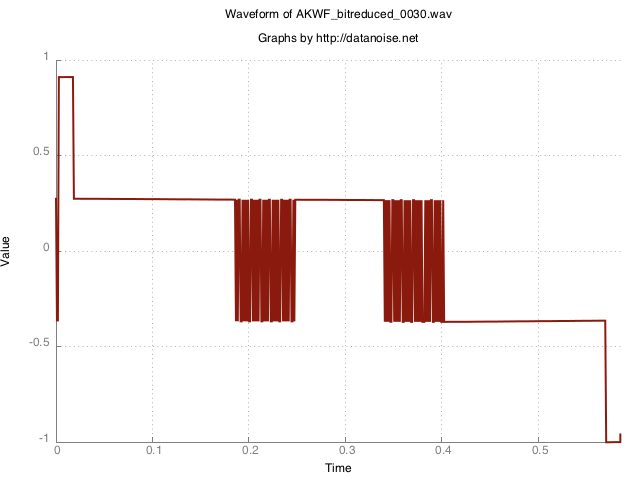 Waveform of AKWF_bitreduced_0030.wav
Graphs by http://datanoise.net
1
0.5
0
-0.5
-1
Value
0 0.1 0.2 0.3 0.4 0.5
Time